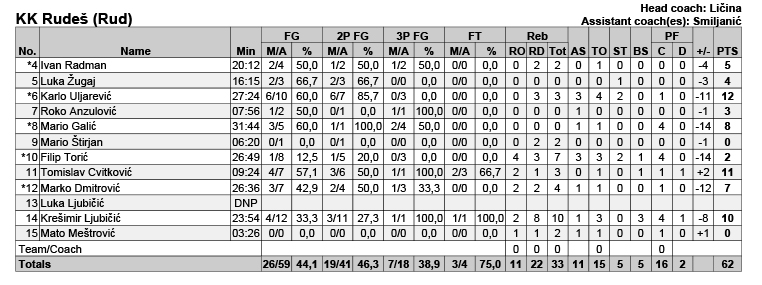 KK Rudeš (Rud)
Head coach: Ličina
Assistant coach(es): Smiljanić
FG 2P FG 3P FG FT Reb PF
No. Name Min M/A % M/A % M/A % M/A % RO RD Tot AS TO ST BS C D +/- PTS
*4 Ivan Radman 20:12 2/4 50,0 1/2 50,0 1/2 50,0 0/0 0,0 0 2 2 0 1 0 0 1 0 -4 5
5 Luka Žugaj 16:15 2/3 66,7 2/3 66,7 0/0 0,0 0/0 0,0 0 0 0 0 0 1 0 0 0 -3 4
*6 Karlo Uljarević 27:24 6/10 60,0 6/7 85,7 0/3 0,0 0/0 0,0 0 3 3 3 4 2 0 1 0 -11 12
7 Roko Anzulović 07:56 1/2 50,0 0/1 0,0 1/1 100,0 0/0 0,0 0 0 0 1 0 0 0 0 0 -1 3
*8 Mario Galić 31:44 3/5 60,0 1/1 100,0 2/4 50,0 0/0 0,0 0 0 0 1 1 0 0 4 0 -14 8
9 Mario Štirjan 06:20 0/1 0,0 0/1 0,0 0/0 0,0 0/0 0,0 0 2 2 0 0 0 0 0 0 -1 0
*10 Filip Torić 26:49 1/8 12,5 1/5 20,0 0/3 0,0 0/0 0,0 4 3 7 3 3 2 1 3 0 -14 2
11 Tomislav Cvitković 09:24 4/7 57,1 3/6 50,0 1/1 100,0 2/3 66,7 2 1 3 0 1 0 1 1 1 +2 11
*12 Marko Dmitrović 26:36 3/7 42,9 2/4 50,0 1/3 33,3 0/0 0,0 2 2 4 1 1 0 0 1 0 -12 7
13 Luka Ljubičić DNP
14 Krešimir Ljubičić 23:54 4/12 33,3 3/11 27,3 1/1 100,0 1/1 100,0 2 8 10 1 3 0 3 4 1 -8 10
15 Mato Meštrović 03:26 0/0 0,0 0/0 0,0 0/0 0,0 0/0 0,0 1 1 2 1 0 0 0 1 0 +1 0
Team/Coach 0 0 0 0 0
Totals 26/59 44,1 19/41 46,3 7/18 38,9 3/4 75,0 11 22 33 11 15 5 5 16 2 62